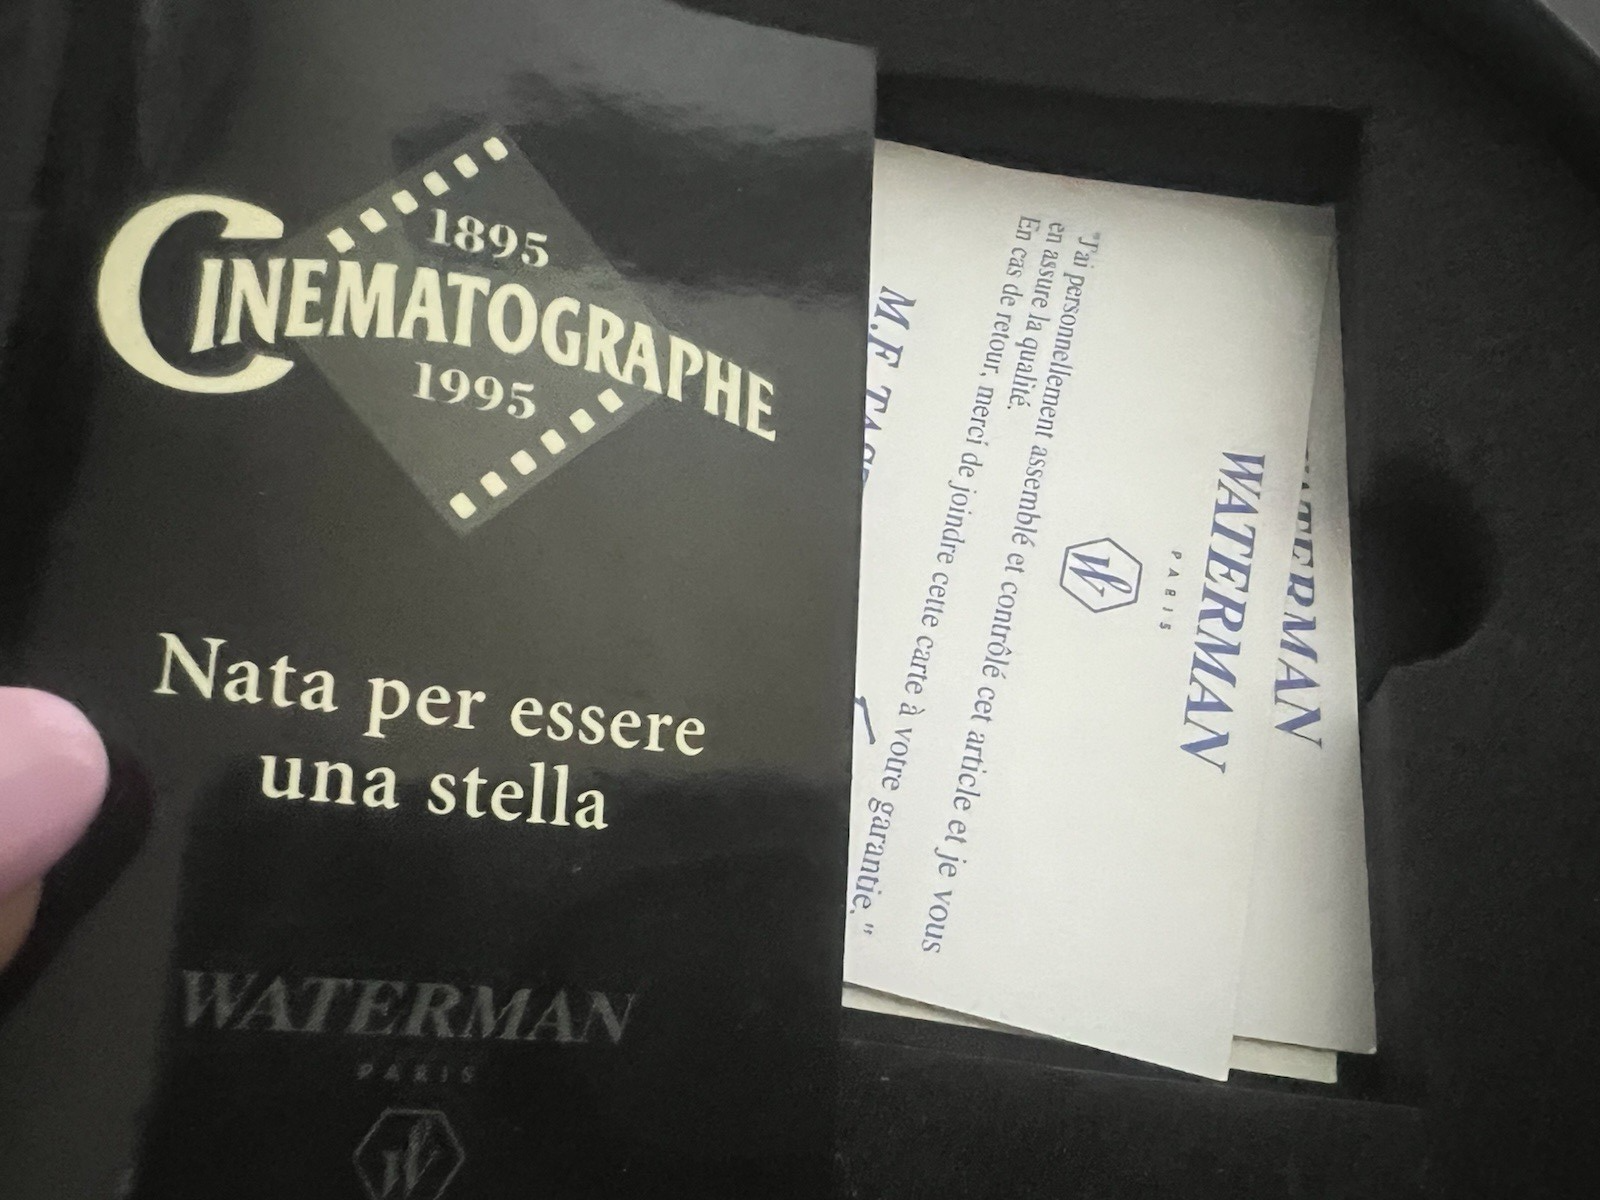 1895
CINEMATOGRAPHE
1995
Nata per essere
una stella
WATERMAN
PARIS
W
WATERMAN
WATERMAN
PARIS
W
"J'ai personnellement assemblé et contrôlé cet article et je vous
en assure la qualité.
En cas de retour, merci de joindre cette carte à votre garantie."
M.F.